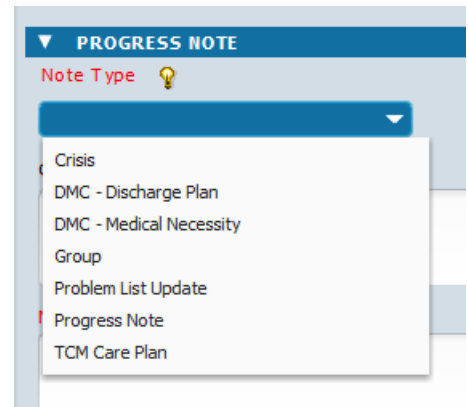 PROGRESS NOTE
Note Type
Crisis
DMC - Discharge Plan
DMC - Medical Necessity
Group
Problem List Update
Progress Note
TCM Care Plan